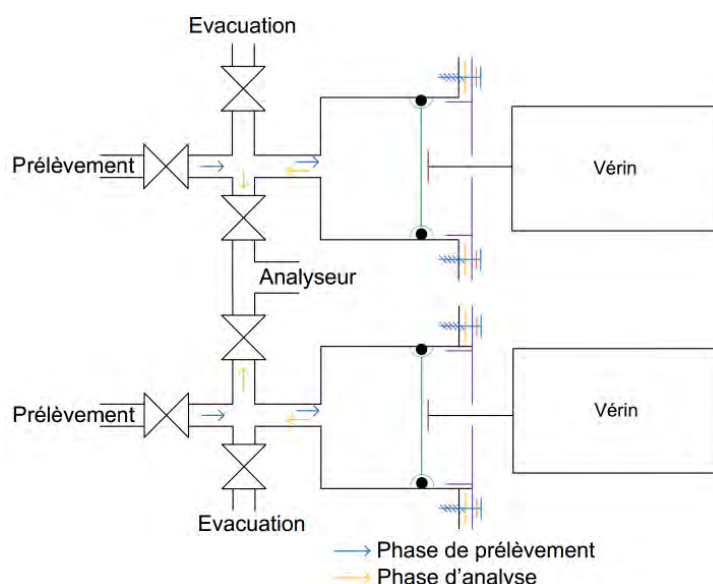 Evacuation
Prélèvement
Vérin
Analyseur
Prélèvement
Vérin
Evacuation
Phase de prélèvement
Phase d'analyse